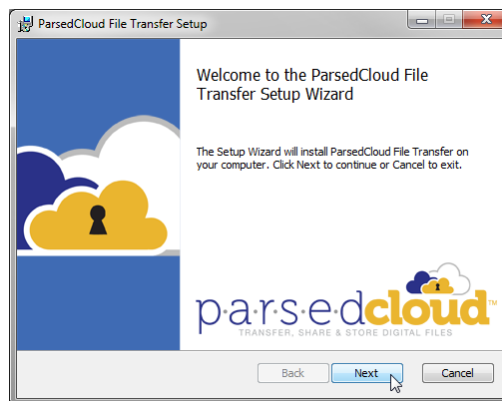 ParsedCloud File Transfer Setup
Welcome to the ParsedCloud File
Transfer Setup Wizard
The Setup Wizard will install ParsedCloud File Transfer on
your computer. Click Next to continue or Cancel to exit.
p·a·r·s·e·dcloud™
TRANSFER, SHARE & STORE DIGITAL FILES
Back Next Cancel